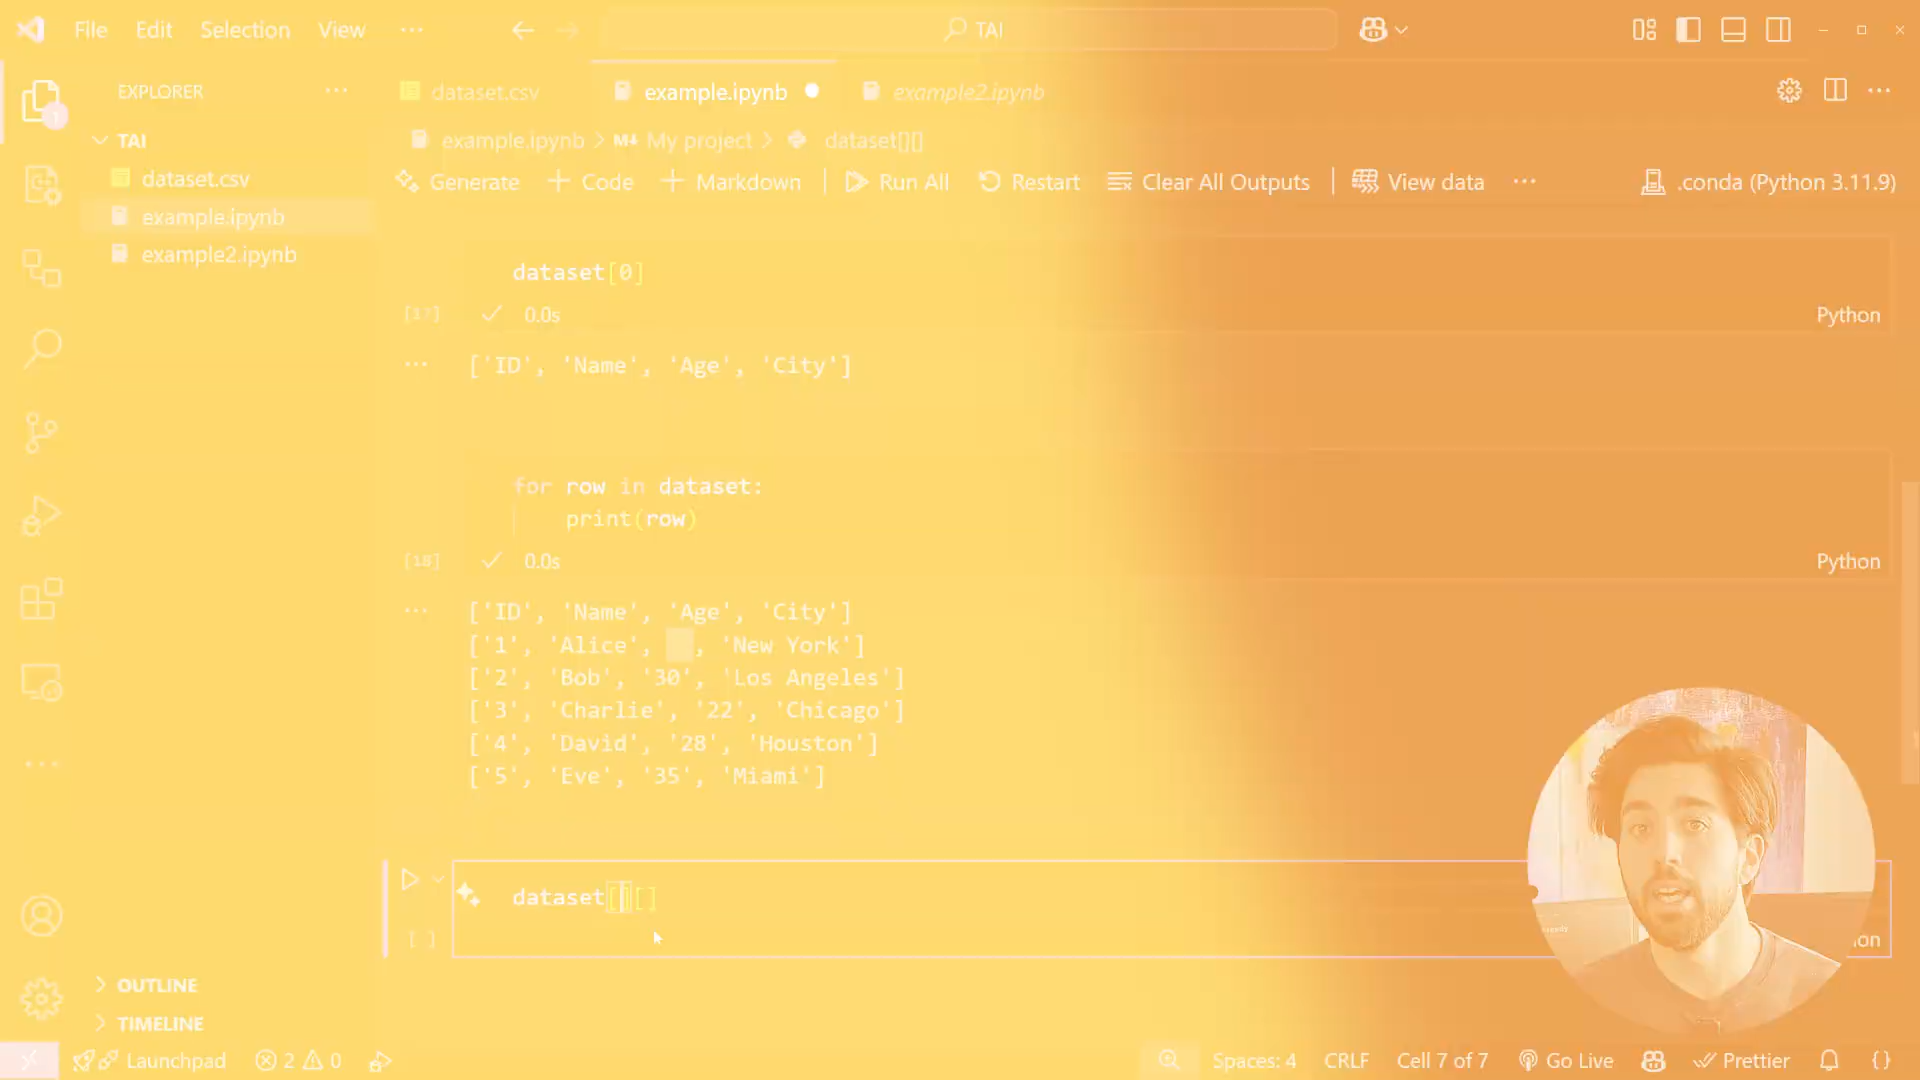 File Edit Selection View ··· TAI
EXPLORER ···
TAI
dataset.csv
example.ipynb
example2.ipynb
OUTLINE
TIMELINE
dataset.csv example.ipynb example2.ipynb
example.ipynb > M↓ My project > dataset[][]
Generate + Code + Markdown | Run All Restart Clear All Outputs | View data ··· .conda (Python 3.11.9)
dataset[0]
[17] ✓ 0.0s Python
['ID', 'Name', 'Age', 'City']
for row in dataset:
print(row)
[18] ✓ 0.0s Python
['ID', 'Name', 'Age', 'City']
['1', 'Alice', , 'New York']
['2', 'Bob', '30', 'Los Angeles']
['3', 'Charlie', '22', 'Chicago']
['4', 'David', '28', 'Houston']
['5', 'Eve', '35', 'Miami']
dataset[][]
[ ]
Launchpad 2 0 Spaces: 4 CRLF Cell 7 of 7 Go Live Prettier {}